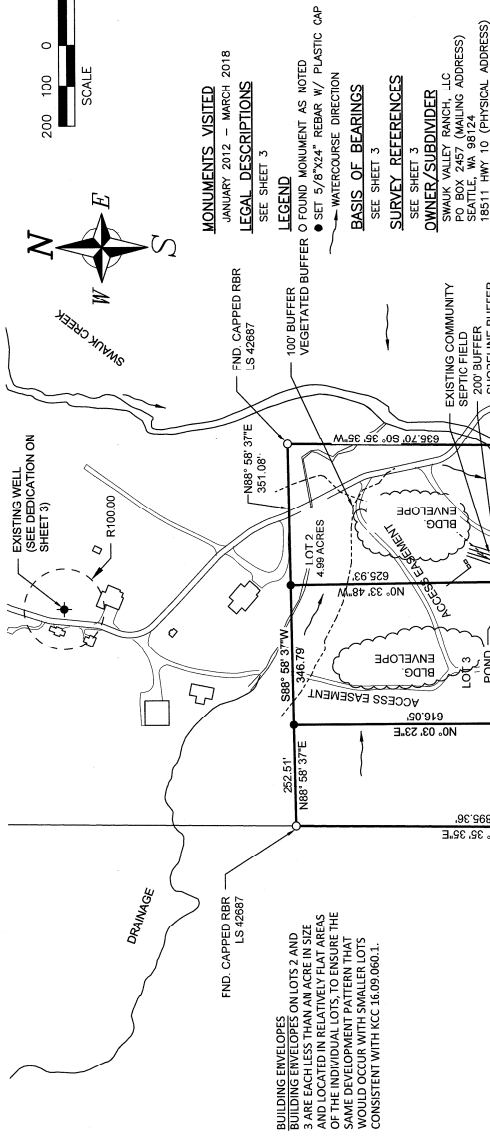 200 100 0
SCALE
N
W E
S
SWAUK CREEK
MONUMENTS VISITED
JANUARY 2012 – MARCH 2018
LEGAL DESCRIPTIONS
SEE SHEET 3
LEGEND
O FOUND MONUMENT AS NOTED
● SET 5/8"X24" REBAR W/ PLASTIC CAP
WATERCOURSE DIRECTION
BASIS OF BEARINGS
SEE SHEET 3
SURVEY REFERENCES
SEE SHEET 3
OWNER/SUBDIVIDER
SWAUK VALLEY RANCH, LLC
PO BOX 2457 (MAILING ADDRESS)
SEATTLE, WA 98124
18511 HWY 10 (PHYSICAL ADDRESS)
EXISTING WELL
(SEE DEDICATION ON
SHEET 3)
R100.00
FND. CAPPED RBR
LS 42687
100' BUFFER
VEGETATED BUFFER
N88° 58' 37"E
351.08'
635.70' S0° 35' 35"W
EXISTING COMMUNITY
SEPTIC FIELD
200' BUFFER
SHORELINE BUFFER
LOT 2
4.99 ACRES
BLDG.
ENVELOPE
ACCESS EASEMENT
625.93'
N0° 33' 48"W
S88° 58' 37"W
346.79'
BLDG.
ENVELOPE
ACCESS EASEMENT
LOT 3
POND
616.05'
N0° 03' 23"E
252.51'
N88° 58' 37"E
895.36'
° 35' 35"E
DRAINAGE
FND. CAPPED RBR
LS 42687
BUILDING ENVELOPES
BUILDING ENVELOPES ON LOTS 2 AND
3 ARE EACH LESS THAN AN ACRE IN SIZE
AND LOCATED IN RELATIVELY FLAT AREAS
OF THE INDIVIDUAL LOTS, TO ENSURE THE
SAME DEVELOPMENT PATTERN THAT
WOULD OCCUR WITH SMALLER LOTS
CONSISTENT WITH KCC 16.09.060.1.